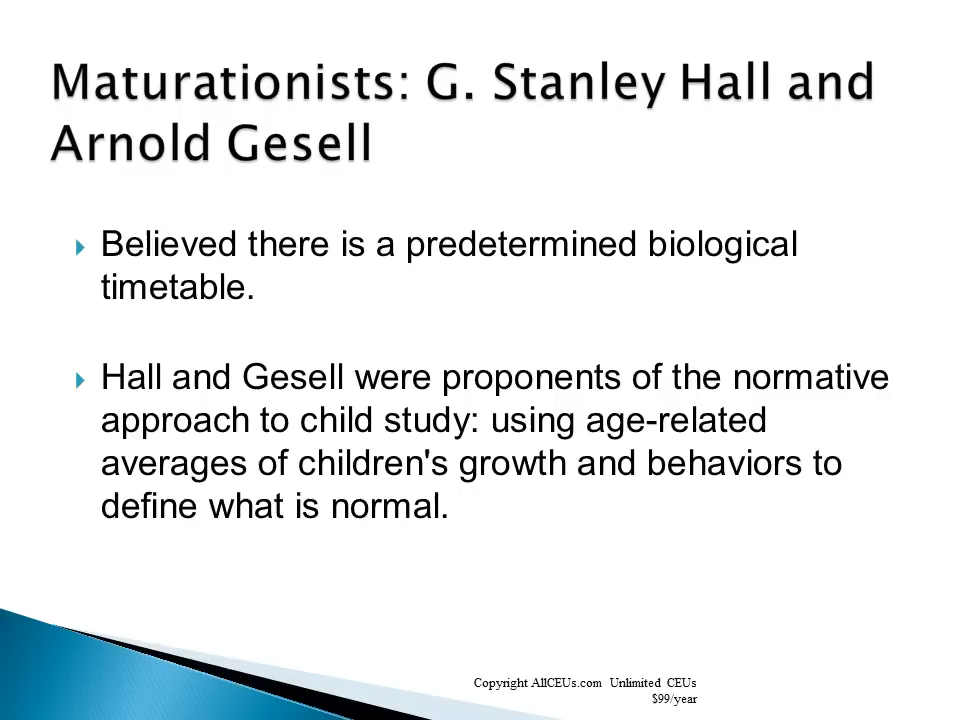 Maturationists: G. Stanley Hall and
Arnold Gesell
Believed there is a predetermined biological
timetable.
Hall and Gesell were proponents of the normative
approach to child study: using age-related
averages of children's growth and behaviors to
define what is normal.
Copyright AllCEUs.com Unlimited CEUs
$99/year